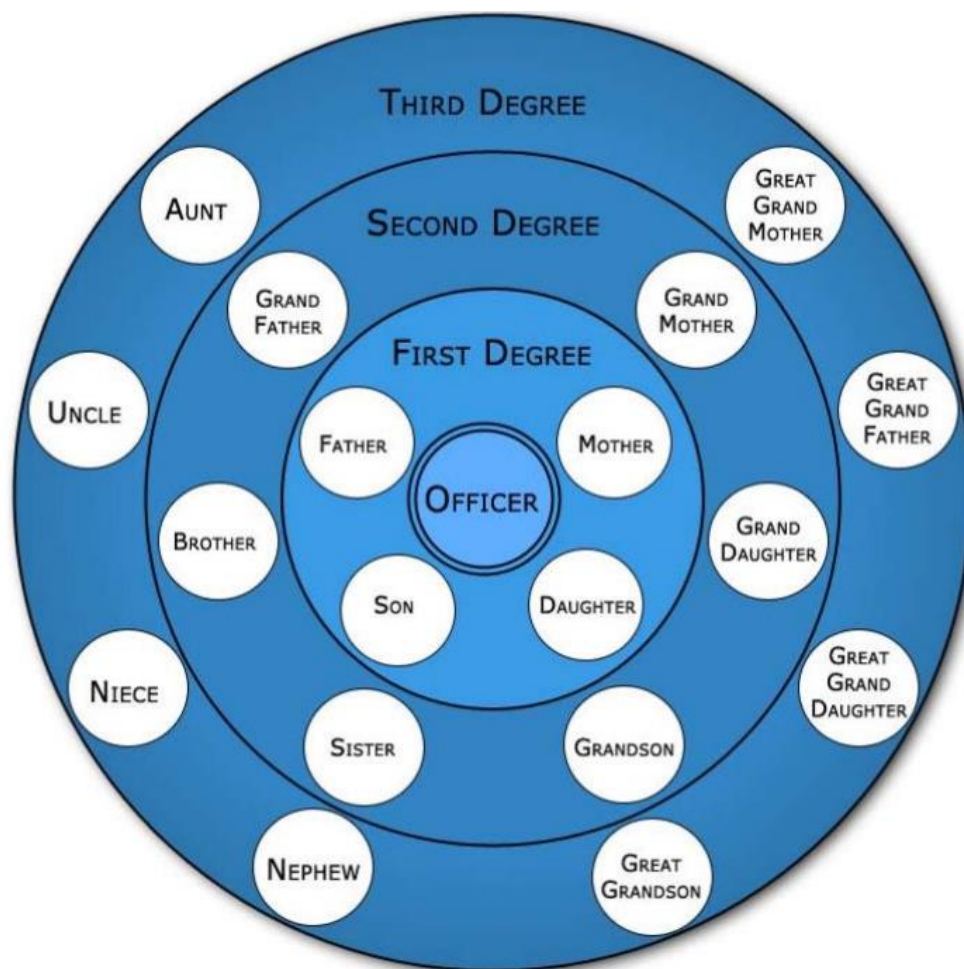 THIRD DEGREE
AUNT
GREAT
GRAND
MOTHER
SECOND DEGREE
GRAND
FATHER
GRAND
MOTHER
FIRST DEGREE
UNCLE
GREAT
GRAND
FATHER
FATHER
MOTHER
OFFICER
BROTHER
GRAND
DAUGHTER
SON
DAUGHTER
NIECE
GREAT
GRAND
DAUGHTER
SISTER
GRANDSON
NEPHEW
GREAT
GRANDSON